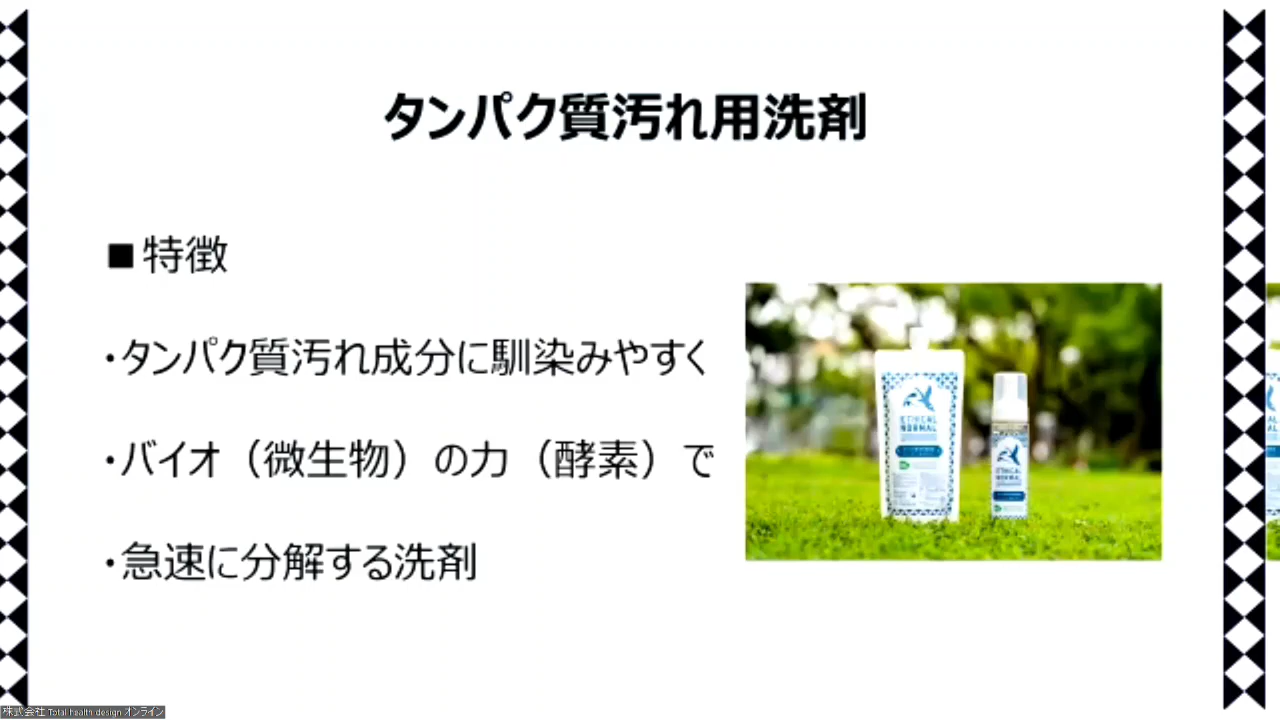 タンパク質汚れ用洗剤
■特徴
・タンパク質汚れ成分に馴染みやすく
・バイオ（微生物）の力（酵素）で
・急速に分解する洗剤
ETHICAL
NORMAL
ETHICAL
NORMAL
株式会社 Total health design オンライン